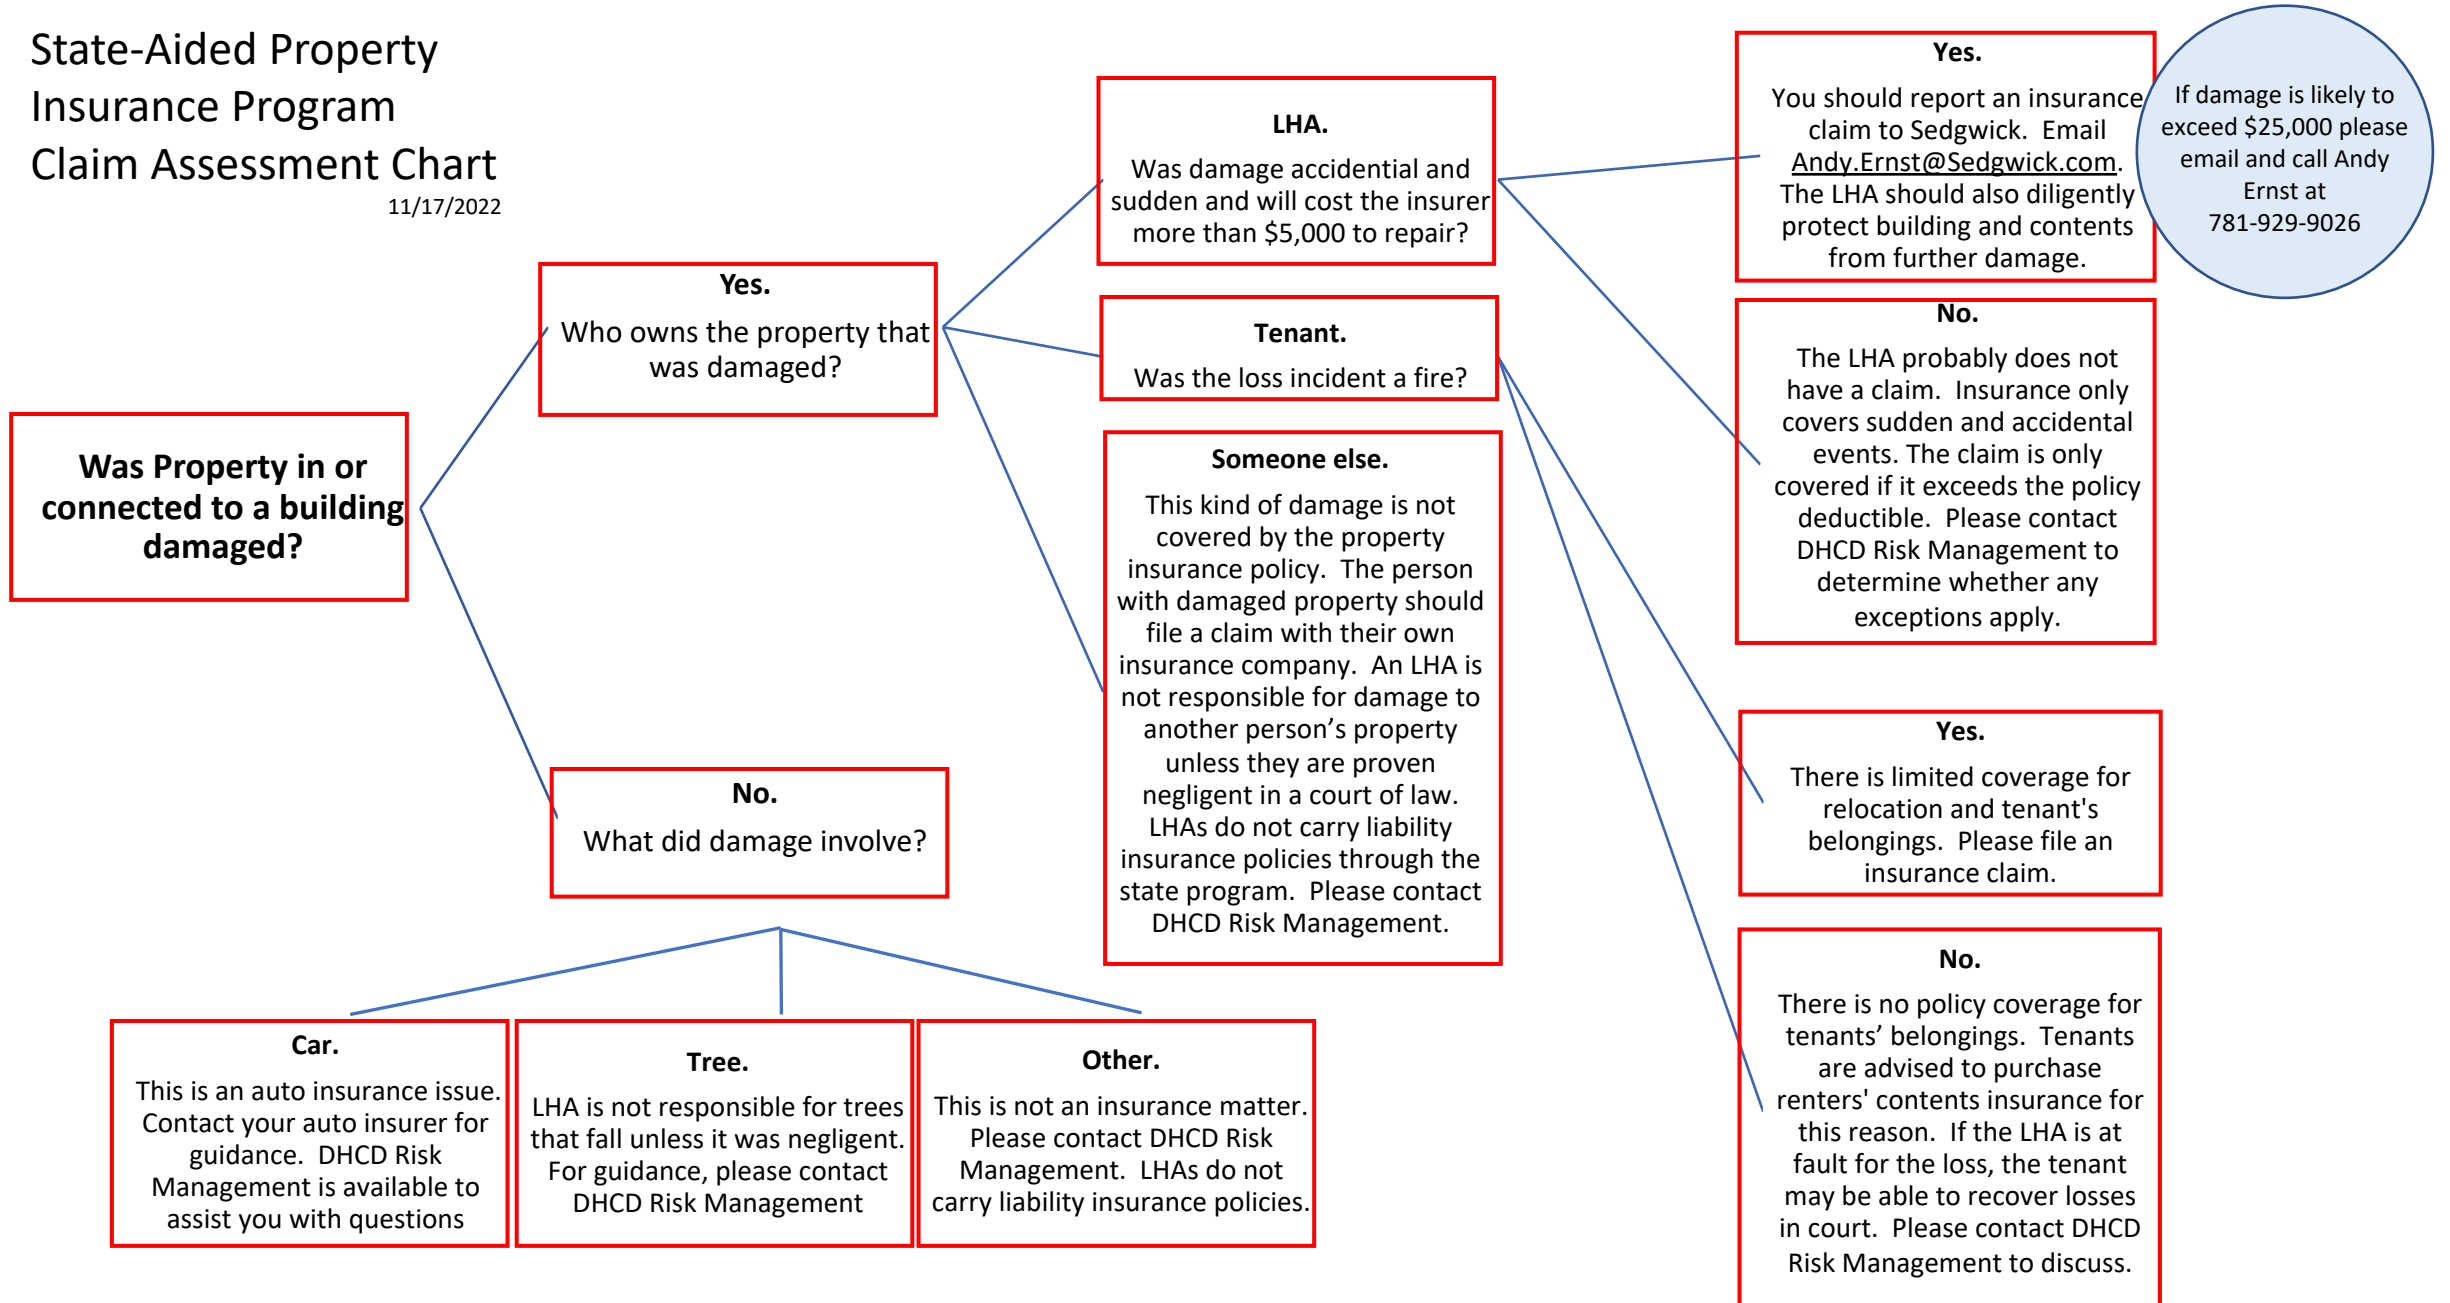 State-Aided Property
Insurance Program
Claim Assessment Chart
11/17/2022
Was Property in or
connected to a building
damaged?
Yes.
Who owns the property that
was damaged?
No.
What did damage involve?
LHA.
Was damage accidential and
sudden and will cost the insurer
more than $5,000 to repair?
Tenant.
Was the loss incident a fire?
Someone else.
This kind of damage is not
covered by the property
insurance policy.  The person
with damaged property should
file a claim with their own
insurance company.  An LHA is
not responsible for damage to
another person’s property
unless they are proven
negligent in a court of law.
LHAs do not carry liability
insurance policies through the
state program.  Please contact
DHCD Risk Management.
Yes.
You should report an insurance
claim to Sedgwick.  Email
Andy.Ernst@Sedgwick.com.
The LHA should also diligently
protect building and contents
from further damage.
If damage is likely to
exceed $25,000 please
email and call Andy
Ernst at
781-929-9026
No.
The LHA probably does not
have a claim.  Insurance only
covers sudden and accidental
events. The claim is only
covered if it exceeds the policy
deductible.  Please contact
DHCD Risk Management to
determine whether any
exceptions apply.
Yes.
There is limited coverage for
relocation and tenant's
belongings.  Please file an
insurance claim.
No.
There is no policy coverage for
tenants’ belongings.  Tenants
are advised to purchase
renters' contents insurance for
this reason.  If the LHA is at
fault for the loss, the tenant
may be able to recover losses
in court.  Please contact DHCD
Risk Management to discuss.
Car.
This is an auto insurance issue.
Contact your auto insurer for
guidance.  DHCD Risk
Management is available to
assist you with questions
Tree.
LHA is not responsible for trees
that fall unless it was negligent.
For guidance, please contact
DHCD Risk Management
Other.
This is not an insurance matter.
Please contact DHCD Risk
Management.  LHAs do not
carry liability insurance policies.